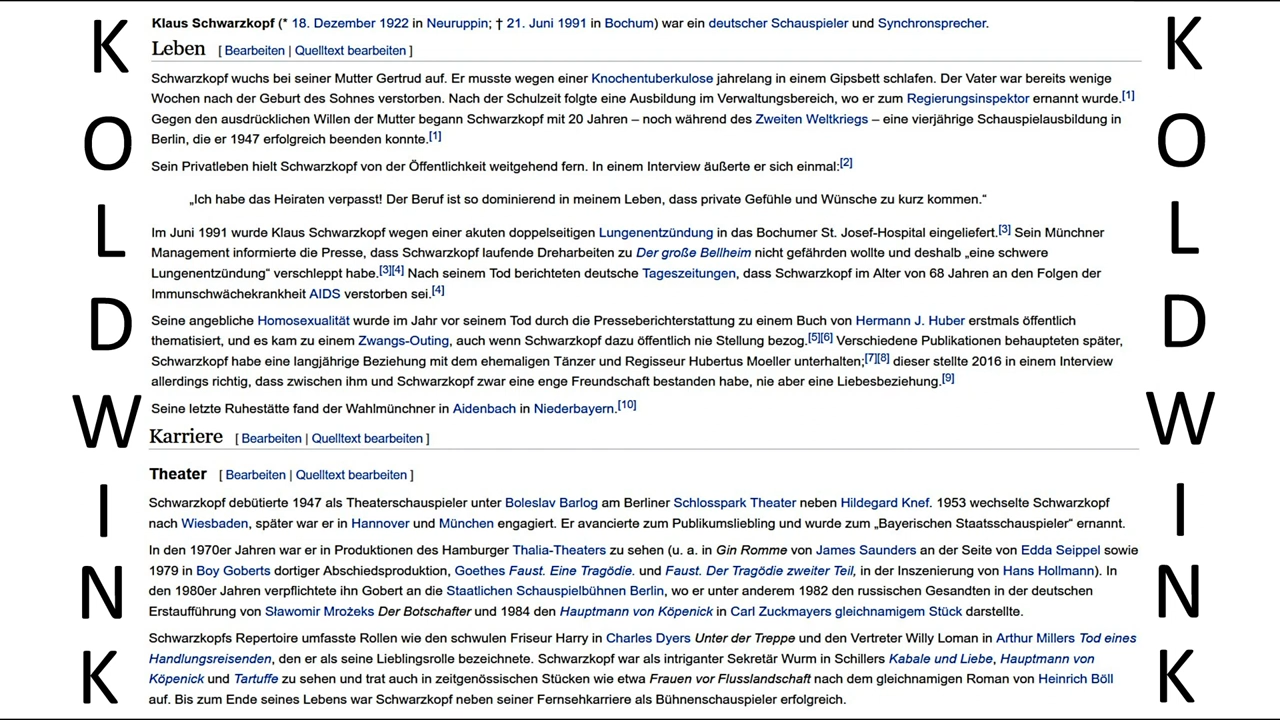 K
O
L
D
W
I
N
K
Klaus Schwarzkopf (* 18. Dezember 1922 in Neuruppin; † 21. Juni 1991 in Bochum) war ein deutscher Schauspieler und Synchronsprecher.
Leben [ Bearbeiten | Quelltext bearbeiten ]
Schwarzkopf wuchs bei seiner Mutter Gertrud auf. Er musste wegen einer Knochentuberkulose jahrelang in einem Gipsbett schlafen. Der Vater war bereits wenige
Wochen nach der Geburt des Sohnes verstorben. Nach der Schulzeit folgte eine Ausbildung im Verwaltungsbereich, wo er zum Regierungsinspektor ernannt wurde.[1]
Gegen den ausdrücklichen Willen der Mutter begann Schwarzkopf mit 20 Jahren – noch während des Zweiten Weltkriegs – eine vierjährige Schauspielausbildung in
Berlin, die er 1947 erfolgreich beenden konnte.[1]
Sein Privatleben hielt Schwarzkopf von der Öffentlichkeit weitgehend fern. In einem Interview äußerte er sich einmal:[2]
„Ich habe das Heiraten verpasst! Der Beruf ist so dominierend in meinem Leben, dass private Gefühle und Wünsche zu kurz kommen.“
Im Juni 1991 wurde Klaus Schwarzkopf wegen einer akuten doppelseitigen Lungenentzündung in das Bochumer St. Josef-Hospital eingeliefert.[3] Sein Münchner
Management informierte die Presse, dass Schwarzkopf laufende Dreharbeiten zu Der große Bellheim nicht gefährden wollte und deshalb „eine schwere
Lungenentzündung“ verschleppt habe.[3][4] Nach seinem Tod berichteten deutsche Tageszeitungen, dass Schwarzkopf im Alter von 68 Jahren an den Folgen der
Immunschwächekrankheit AIDS verstorben sei.[4]
Seine angebliche Homosexualität wurde im Jahr vor seinem Tod durch die Presseberichterstattung zu einem Buch von Hermann J. Huber erstmals öffentlich
thematisiert, und es kam zu einem Zwangs-Outing, auch wenn Schwarzkopf dazu öffentlich nie Stellung bezog.[5][6] Verschiedene Publikationen behaupteten später,
Schwarzkopf habe eine langjährige Beziehung mit dem ehemaligen Tänzer und Regisseur Hubertus Moeller unterhalten;[7][8] dieser stellte 2016 in einem Interview
allerdings richtig, dass zwischen ihm und Schwarzkopf zwar eine enge Freundschaft bestanden habe, nie aber eine Liebesbeziehung.[9]
Seine letzte Ruhestätte fand der Wahlmünchner in Aidenbach in Niederbayern.[10]
Karriere [ Bearbeiten | Quelltext bearbeiten ]
Theater [ Bearbeiten | Quelltext bearbeiten ]
Schwarzkopf debütierte 1947 als Theaterschauspieler unter Boleslav Barlog am Berliner Schlosspark Theater neben Hildegard Knef. 1953 wechselte Schwarzkopf
nach Wiesbaden, später war er in Hannover und München engagiert. Er avancierte zum Publikumsliebling und wurde zum „Bayerischen Staatsschauspieler“ ernannt.
In den 1970er Jahren war er in Produktionen des Hamburger Thalia-Theaters zu sehen (u. a. in Gin Romme von James Saunders an der Seite von Edda Seippel sowie
1979 in Boy Goberts dortiger Abschiedsproduktion, Goethes Faust. Eine Tragödie. und Faust. Der Tragödie zweiter Teil, in der Inszenierung von Hans Hollmann). In
den 1980er Jahren verpflichtete ihn Gobert an die Staatlichen Schauspielbühnen Berlin, wo er unter anderem 1982 den russischen Gesandten in der deutschen
Erstaufführung von Sławomir Mrożeks Der Botschafter und 1984 den Hauptmann von Köpenick in Carl Zuckmayers gleichnamigem Stück darstellte.
Schwarzkopfs Repertoire umfasste Rollen wie den schwulen Friseur Harry in Charles Dyers Unter der Treppe und den Vertreter Willy Loman in Arthur Millers Tod eines
Handlungsreisenden, den er als seine Lieblingsrolle bezeichnete. Schwarzkopf war als intriganter Sekretär Wurm in Schillers Kabale und Liebe, Hauptmann von
Köpenick und Tartuffe zu sehen und trat auch in zeitgenössischen Stücken wie etwa Frauen vor Flusslandschaft nach dem gleichnamigen Roman von Heinrich Böll
auf. Bis zum Ende seines Lebens war Schwarzkopf neben seiner Fernsehkarriere als Bühnenschauspieler erfolgreich.
K
O
L
D
W
I
N
K